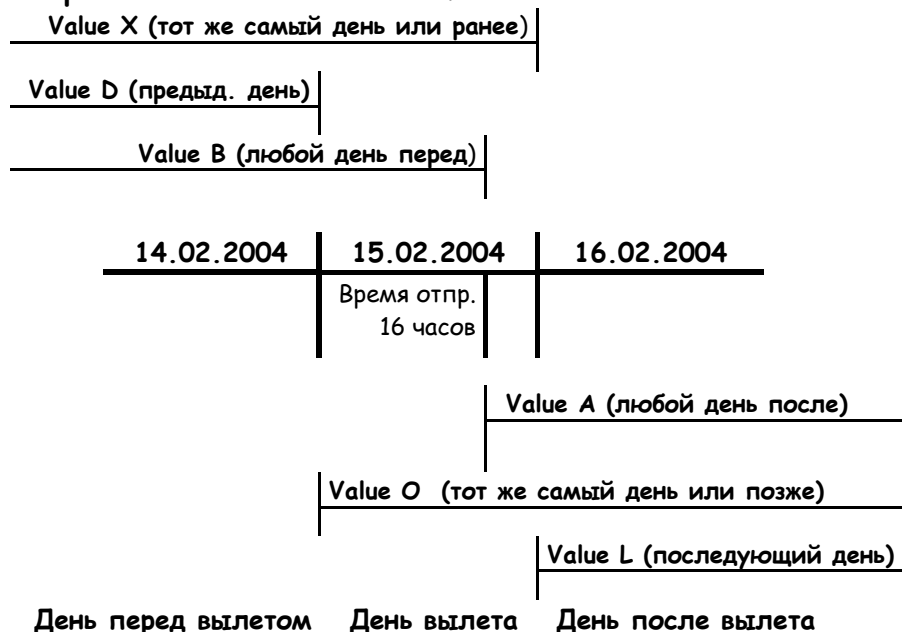 Value X (тот же самый день или ранее)
Value D (предыд. день)
Value B (любой день перед)
14.02.2004 15.02.2004 16.02.2004
Время отпр.
16 часов
Value A (любой день после)
Value O (тот же самый день или позже)
Value L (последующий день)
День перед вылетом День вылета День после вылета